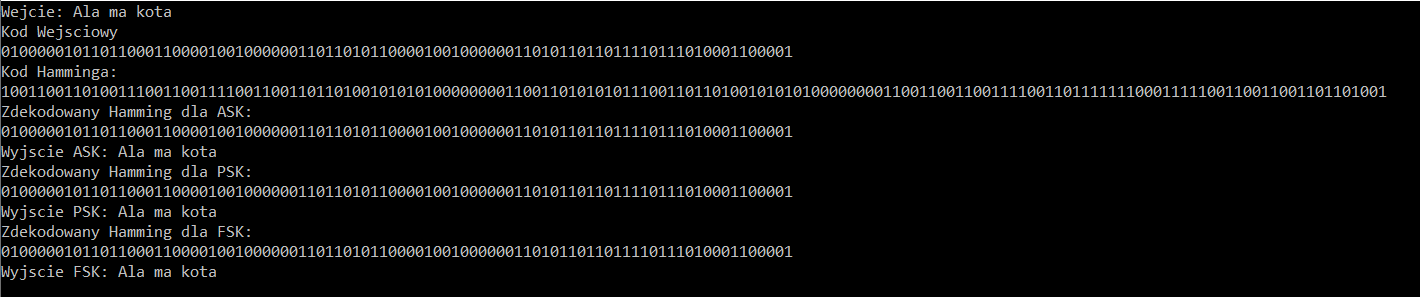 Wejcie: Ala ma kota
Kod Wejsciowy
0100000101101100011000010010000001101101011000010010000001101011011011110111010001100001
Kod Hamminga:
1001100110100111001100111100110011011010010101010000000011001101010101110011011010010101010000000011001100110011110011011111110001111100110011001101101001
Zdekodowany Hamming dla ASK:
0100000101101100011000010010000001101101011000010010000001101011011011110111010001100001
Wyjscie ASK: Ala ma kota
Zdekodowany Hamming dla PSK:
0100000101101100011000010010000001101101011000010010000001101011011011110111010001100001
Wyjscie PSK: Ala ma kota
Zdekodowany Hamming dla FSK:
0100000101101100011000010010000001101101011000010010000001101011011011110111010001100001
Wyjscie FSK: Ala ma kota